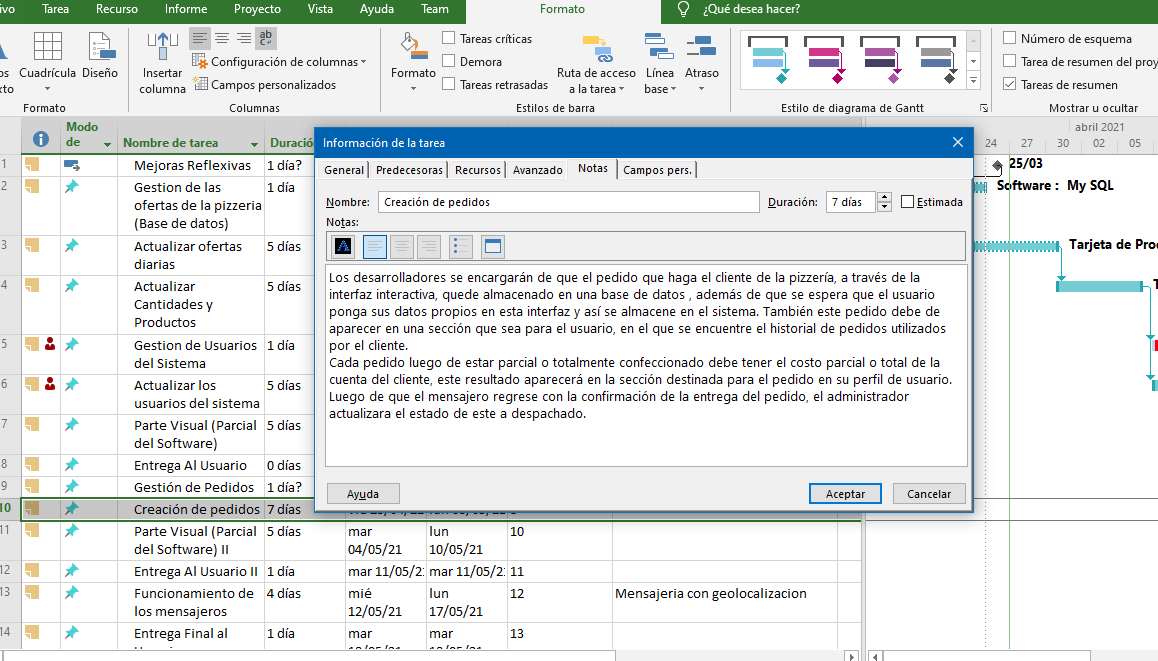 ivo Tarea Recurso Informe Proyecto Vista Ayuda Team Formato ¿Qué desea hacer?
Cuadrícula Diseño
Insertar
columna
Configuración de columnas
Campos personalizados
Formato
Tareas críticas
Demora
Tareas retrasadas
Ruta de acceso
a la tarea
Línea
base
Atraso
Número de esquema
Tarea de resumen del proy
Tareas de resumen
Formato Columnas Estilos de barra Estilo de diagrama de Gantt Mostrar u ocultar
Modo
de
Nombre de tarea Duració
abril 2021
24 27 30 02 05
1 Mejoras Reflexivas 1 día?
2 Gestion de las
ofertas de la pizzeria
(Base de datos)
1 día
3 Actualizar ofertas
diarias
5 días
4 Actualizar
Cantidades y
Productos
5 días
5 Gestion de Usuarios
del Sistema
1 día
6 Actualizar los
usuarios del sistema
5 días
7 Parte Visual (Parcial
del Software)
5 días
8 Entrega Al Usuario 0 días
9 Gestión de Pedidos 1 día?
10 Creación de pedidos 7 días
11 Parte Visual (Parcial
del Software) II
5 días
mar
04/05/21
lun
10/05/21
10
12 Entrega Al Usuario II 1 día mar 11/05/2 mar 11/05/2 11
13 Funcionamiento de
los mensajeros
4 días
mié
12/05/21
lun
17/05/21
12
Mensajeria con geolocalizacion
14 Entrega Final al
1 día
mar
mar
13
25/03
Software : My SQL
Tarjeta de Pro
Información de la tarea
General Predecesoras Recursos Avanzado Notas Campos pers.
Nombre: Creación de pedidos Duración: 7 días Estimada
Notas:
Los desarrolladores se encargarán de que el pedido que haga el cliente de la pizzería, a través de la
interfaz interactiva, quede almacenado en una base de datos , además de que se espera que el usuario
ponga sus datos propios en esta interfaz y así se almacene en el sistema. También este pedido debe de
aparecer en una sección que sea para el usuario, en el que se encuentre el historial de pedidos utilizados
por el cliente.
Cada pedido luego de estar parcial o totalmente confeccionado debe tener el costo parcial o total de la
cuenta del cliente, este resultado aparecerá en la sección destinada para el pedido en su perfil de usuario.
Luego de que el mensajero regrese con la confirmación de la entrega del pedido, el administrador
actualizara el estado de este a despachado.
Ayuda Aceptar Cancelar